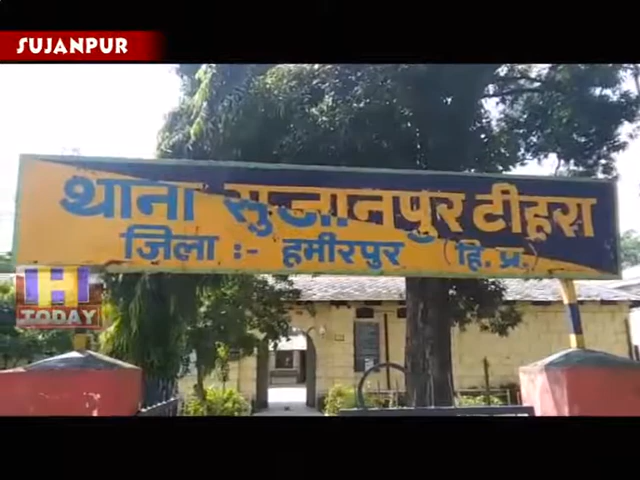 SUJANPUR
थाना सुजानपुर टीहरा
जिला :- हमीरपुर (हि. प्र.)
H
TODAY